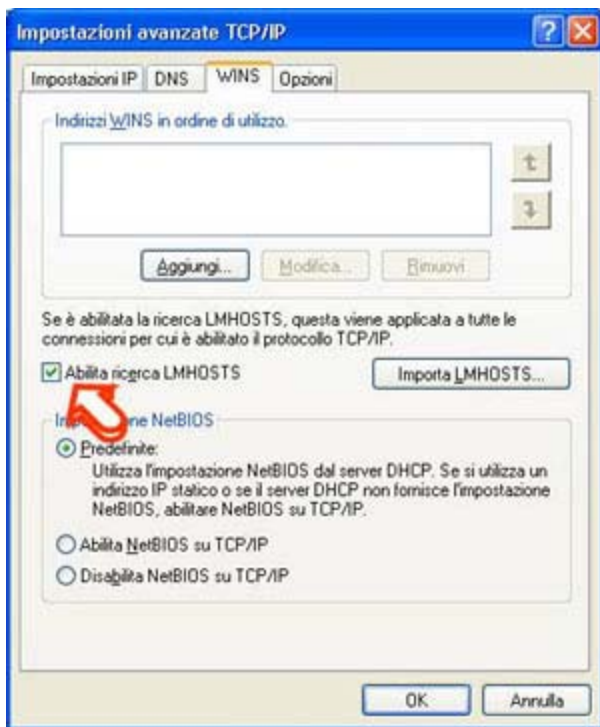 Impostazioni avanzate TCP/IP
Impostazioni IP DNS WINS Opzioni
Indirizzi WINS in ordine di utilizzo.
Aggiungi... Modifica... Rimuovi
Se è abilitata la ricerca LMHOSTS, questa viene applicata a tutte le
connessioni per cui è abilitato il protocollo TCP/IP.
Abilita ricerca LMHOSTS Importa LMHOSTS...
NetBIOS
Predefinite:
Utilizza l'impostazione NetBIOS dal server DHCP. Se si utilizza un
indirizzo IP statico o se il server DHCP non fornisce l'impostazione
NetBIOS, abilitare NetBIOS su TCP/IP.
Abilita NetBIOS su TCP/IP
Disabilita NetBIOS su TCP/IP
OK Annulla